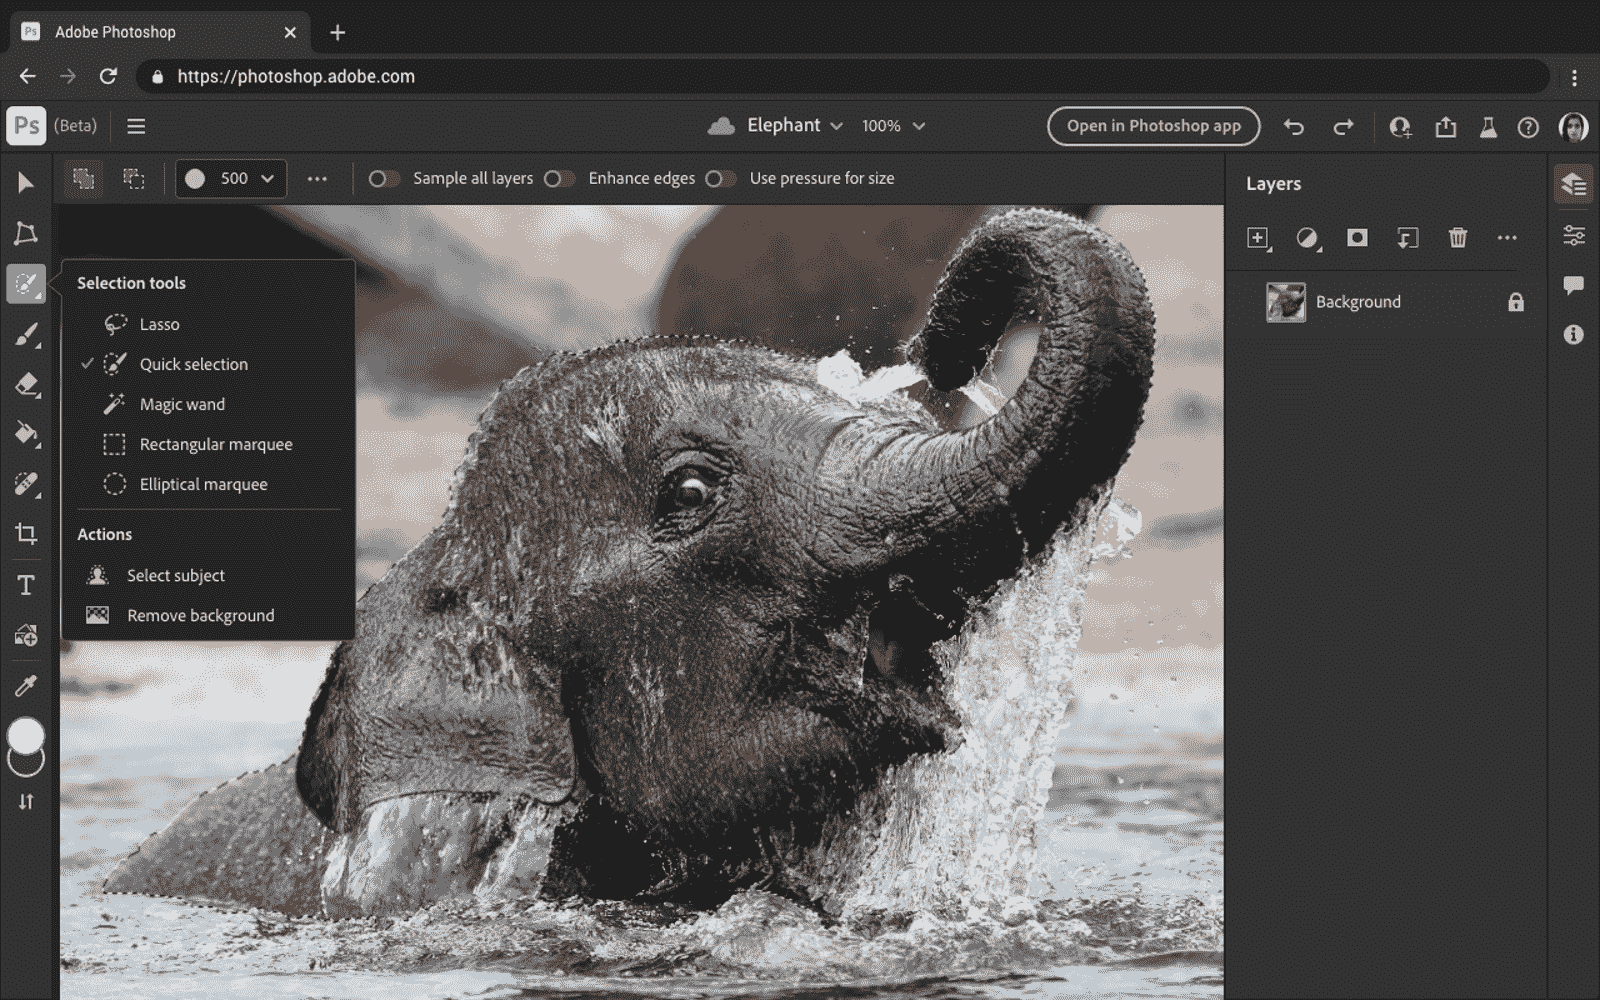 Ps Adobe Photoshop
https://photoshop.adobe.com
Ps (Beta) Elephant 100% Open in Photoshop app
500 Sample all layers Enhance edges Use pressure for size
Layers
Background
Selection tools
Lasso
Quick selection
Magic wand
Rectangular marquee
Elliptical marquee
Actions
Select subject
Remove background